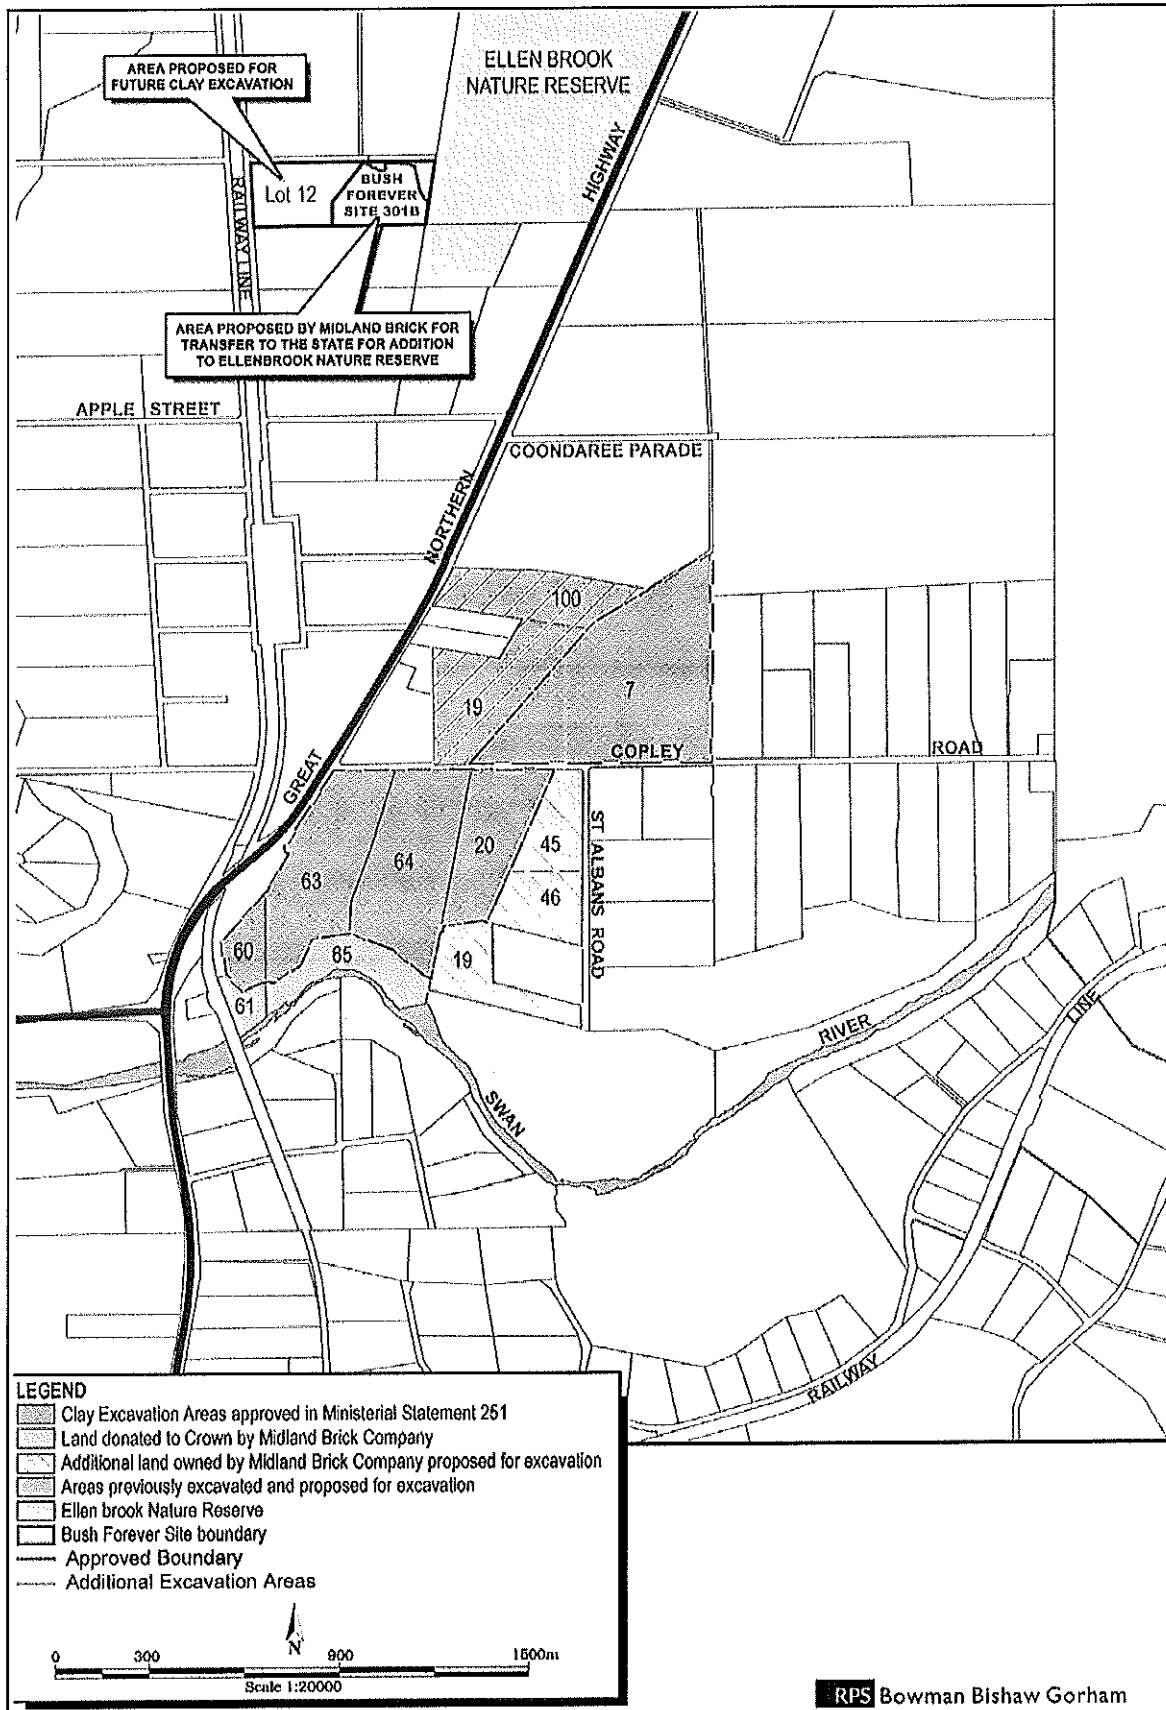 ELLEN BROOK
NATURE RESERVE
AREA PROPOSED FOR
FUTURE CLAY EXCAVATION
HIGHWAY
Lot 12
BUSH
FOREVER
SITE 301B
RAILWAY LINE
AREA PROPOSED BY MIDLAND BRICK FOR
TRANSFER TO THE STATE FOR ADDITION
TO ELLENBROOK NATURE RESERVE
APPLE STREET
COONDAREE PARADE
NORTHERN
100
7
19
COPLEY
ROAD
GREAT
ST ALBANS ROAD
20
45
64
63
46
60
65
19
61
RIVER
LINE
SWAN
RAILWAY
LEGEND
Clay Excavation Areas approved in Ministerial Statement 251
Land donated to Crown by Midland Brick Company
Additional land owned by Midland Brick Company proposed for excavation
Areas previously excavated and proposed for excavation
Ellen brook Nature Reserve
Bush Forever Site boundary
Approved Boundary
Additional Excavation Areas
N
0 300 900 1500m
Scale 1:20000
RPS Bowman Bishaw Gorham